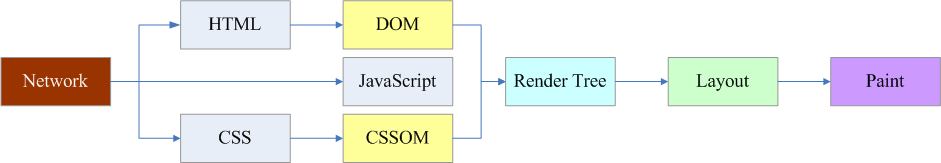 HTML
DOM
Network
JavaScript
Render Tree
Layout
Paint
CSS
CSSOM